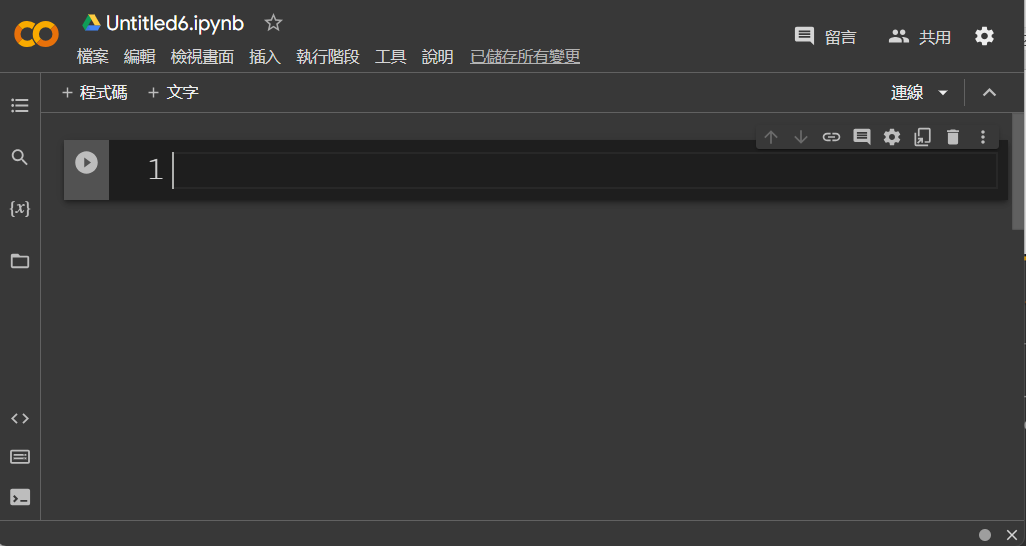 Untitled6.ipynb
檔案 編輯 檢視畫面 插入 執行階段 工具 說明 已儲存所有變更
留言 共用
+ 程式碼 + 文字 連線
{x}
1